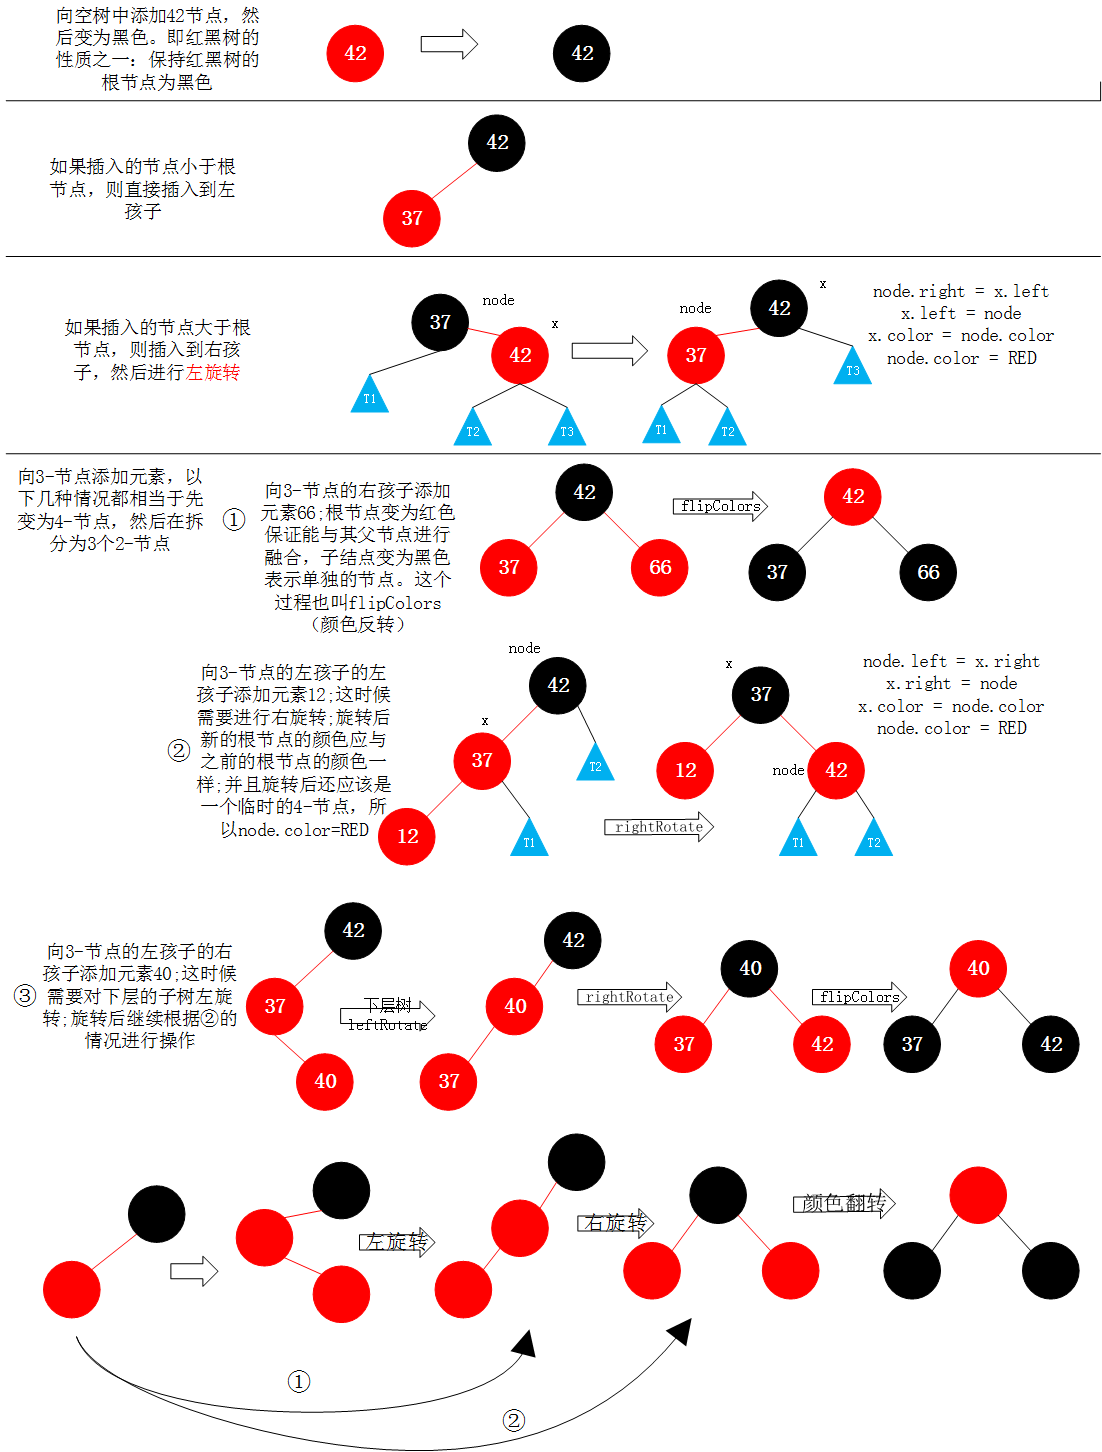 向空树中添加42节点，然
后变为黑色。即红黑树的
性质之一：保持红黑树的
根节点为黑色
42
42
如果插入的节点小于根
节点，则直接插入到左
孩子
42
37
如果插入的节点大于根
节点，则插入到右孩
子，然后进行左旋转
node
37
x
42
T1
T2
T3
x
node
42
37
T3
T1
T2
node.right = x.left
x.left = node
x.color = node.color
node.color = RED
向3-节点添加元素，以
下几种情况都相当于先
变为4-节点，然后在拆
分为3个2-节点
①
向3-节点的右孩子添加
元素66;根节点变为红色
保证能与其父节点进行
融合，子结点变为黑色
表示单独的节点。这个
过程也叫flipColors
（颜色反转）
42
37
66
flipColors
42
37
66
②
向3-节点的左孩子的左
孩子添加元素12;这时候
需要进行右旋转;旋转后
新的根节点的颜色应与
之前的根节点的颜色一
样;并且旋转后还应该是
一个临时的4-节点，所
以node.color=RED
node
42
x
37
T2
12
T1
rightRotate
x
37
12
node
42
T1
T2
node.left = x.right
x.right = node
x.color = node.color
node.color = RED
③
向3-节点的左孩子的右
孩子添加元素40;这时候
需要对下层的子树左旋
转;旋转后继续根据②的
情况进行操作
42
37
40
下层树
leftRotate
42
40
37
rightRotate
40
37
42
flipColors
40
37
42
左旋转
右旋转
颜色翻转
①
②